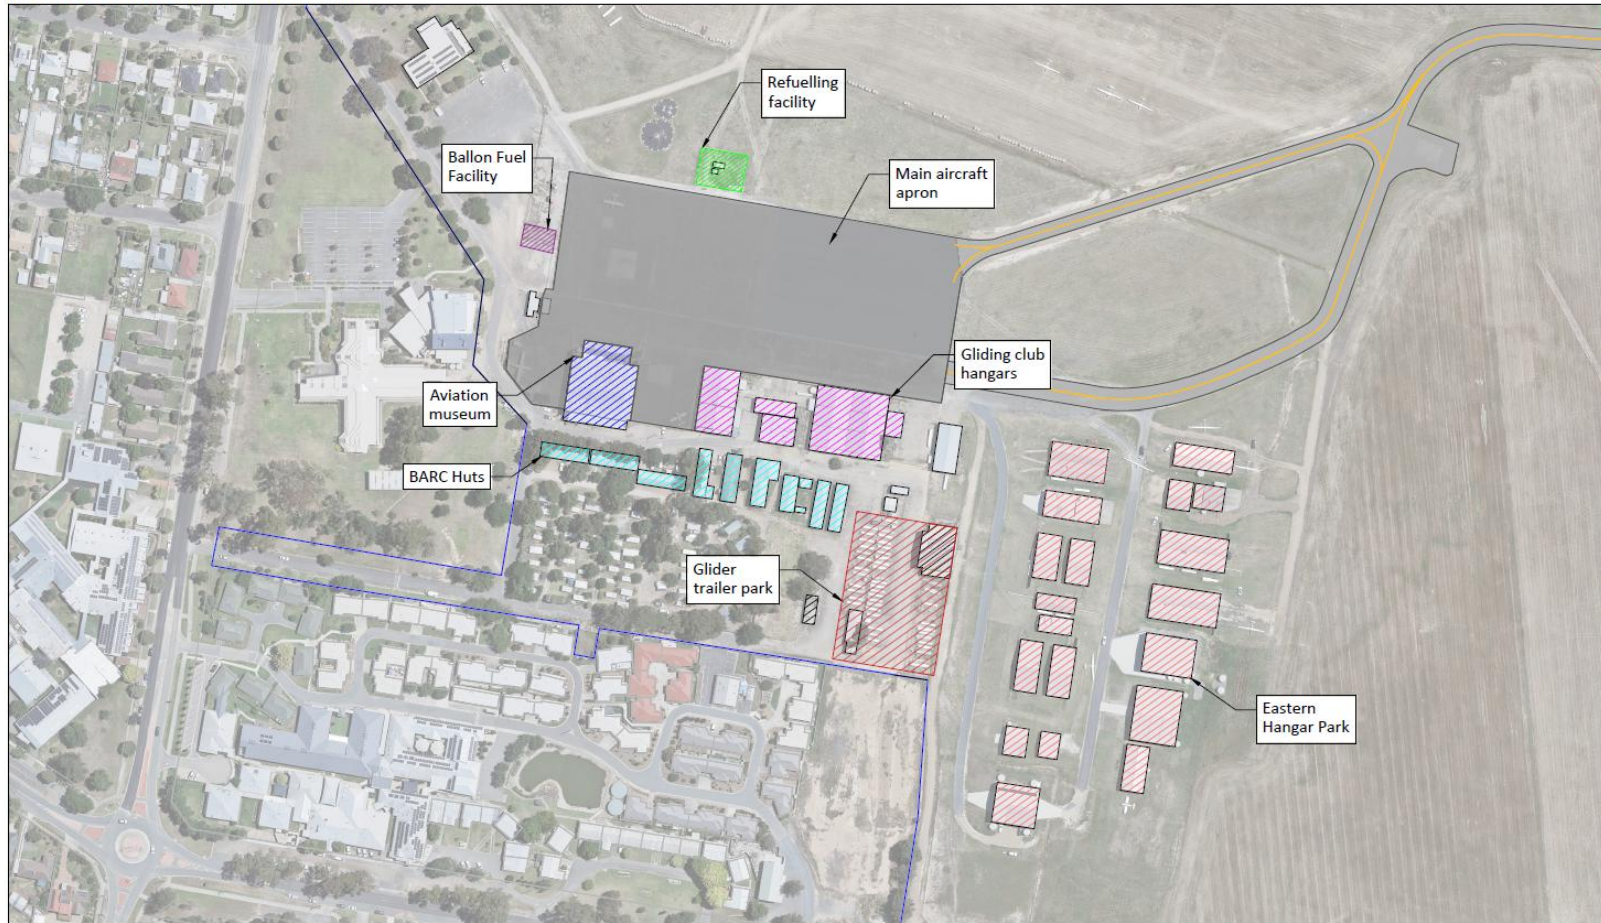 Refuelling
facility
Ballon Fuel
Facility
Main aircraft
apron
Gliding club
hangars
Aviation
museum
BARC Huts
Glider
trailer park
Eastern
Hangar Park